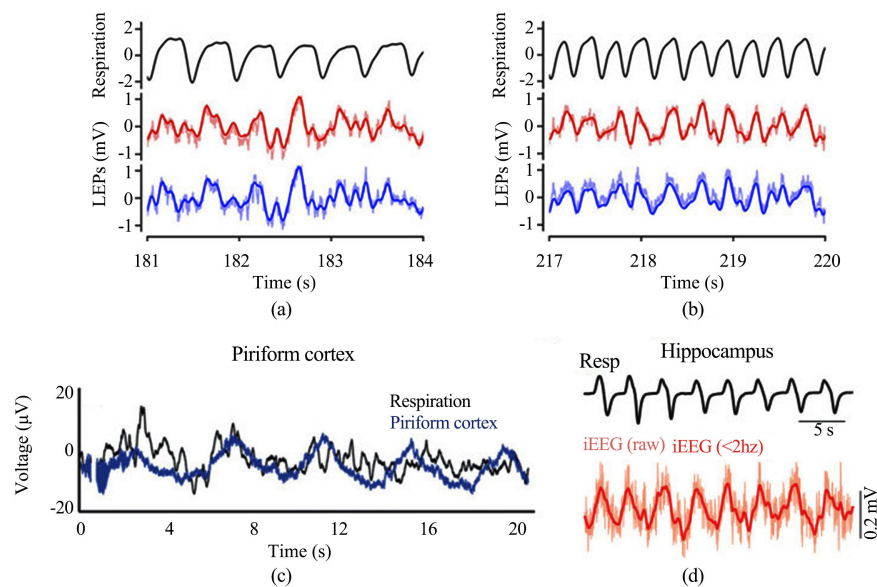 Respiration
2
0
-2
LEPs (mV)
1
0
-1
1
0
-1
181
182
183
184
Time (s)
(a)
Respiration
2
0
-2
LEPs (mV)
1
0
-1
1
0
-1
217
218
219
220
Time (s)
(b)
Piriform cortex
Voltage (µV)
20
0
-20
Respiration
Piriform cortex
0
4
8
12
16
20
Time (s)
(c)
Hippocampus
Resp
5 s
iEEG (raw) iEEG (<2hz)
0.2 mV
(d)